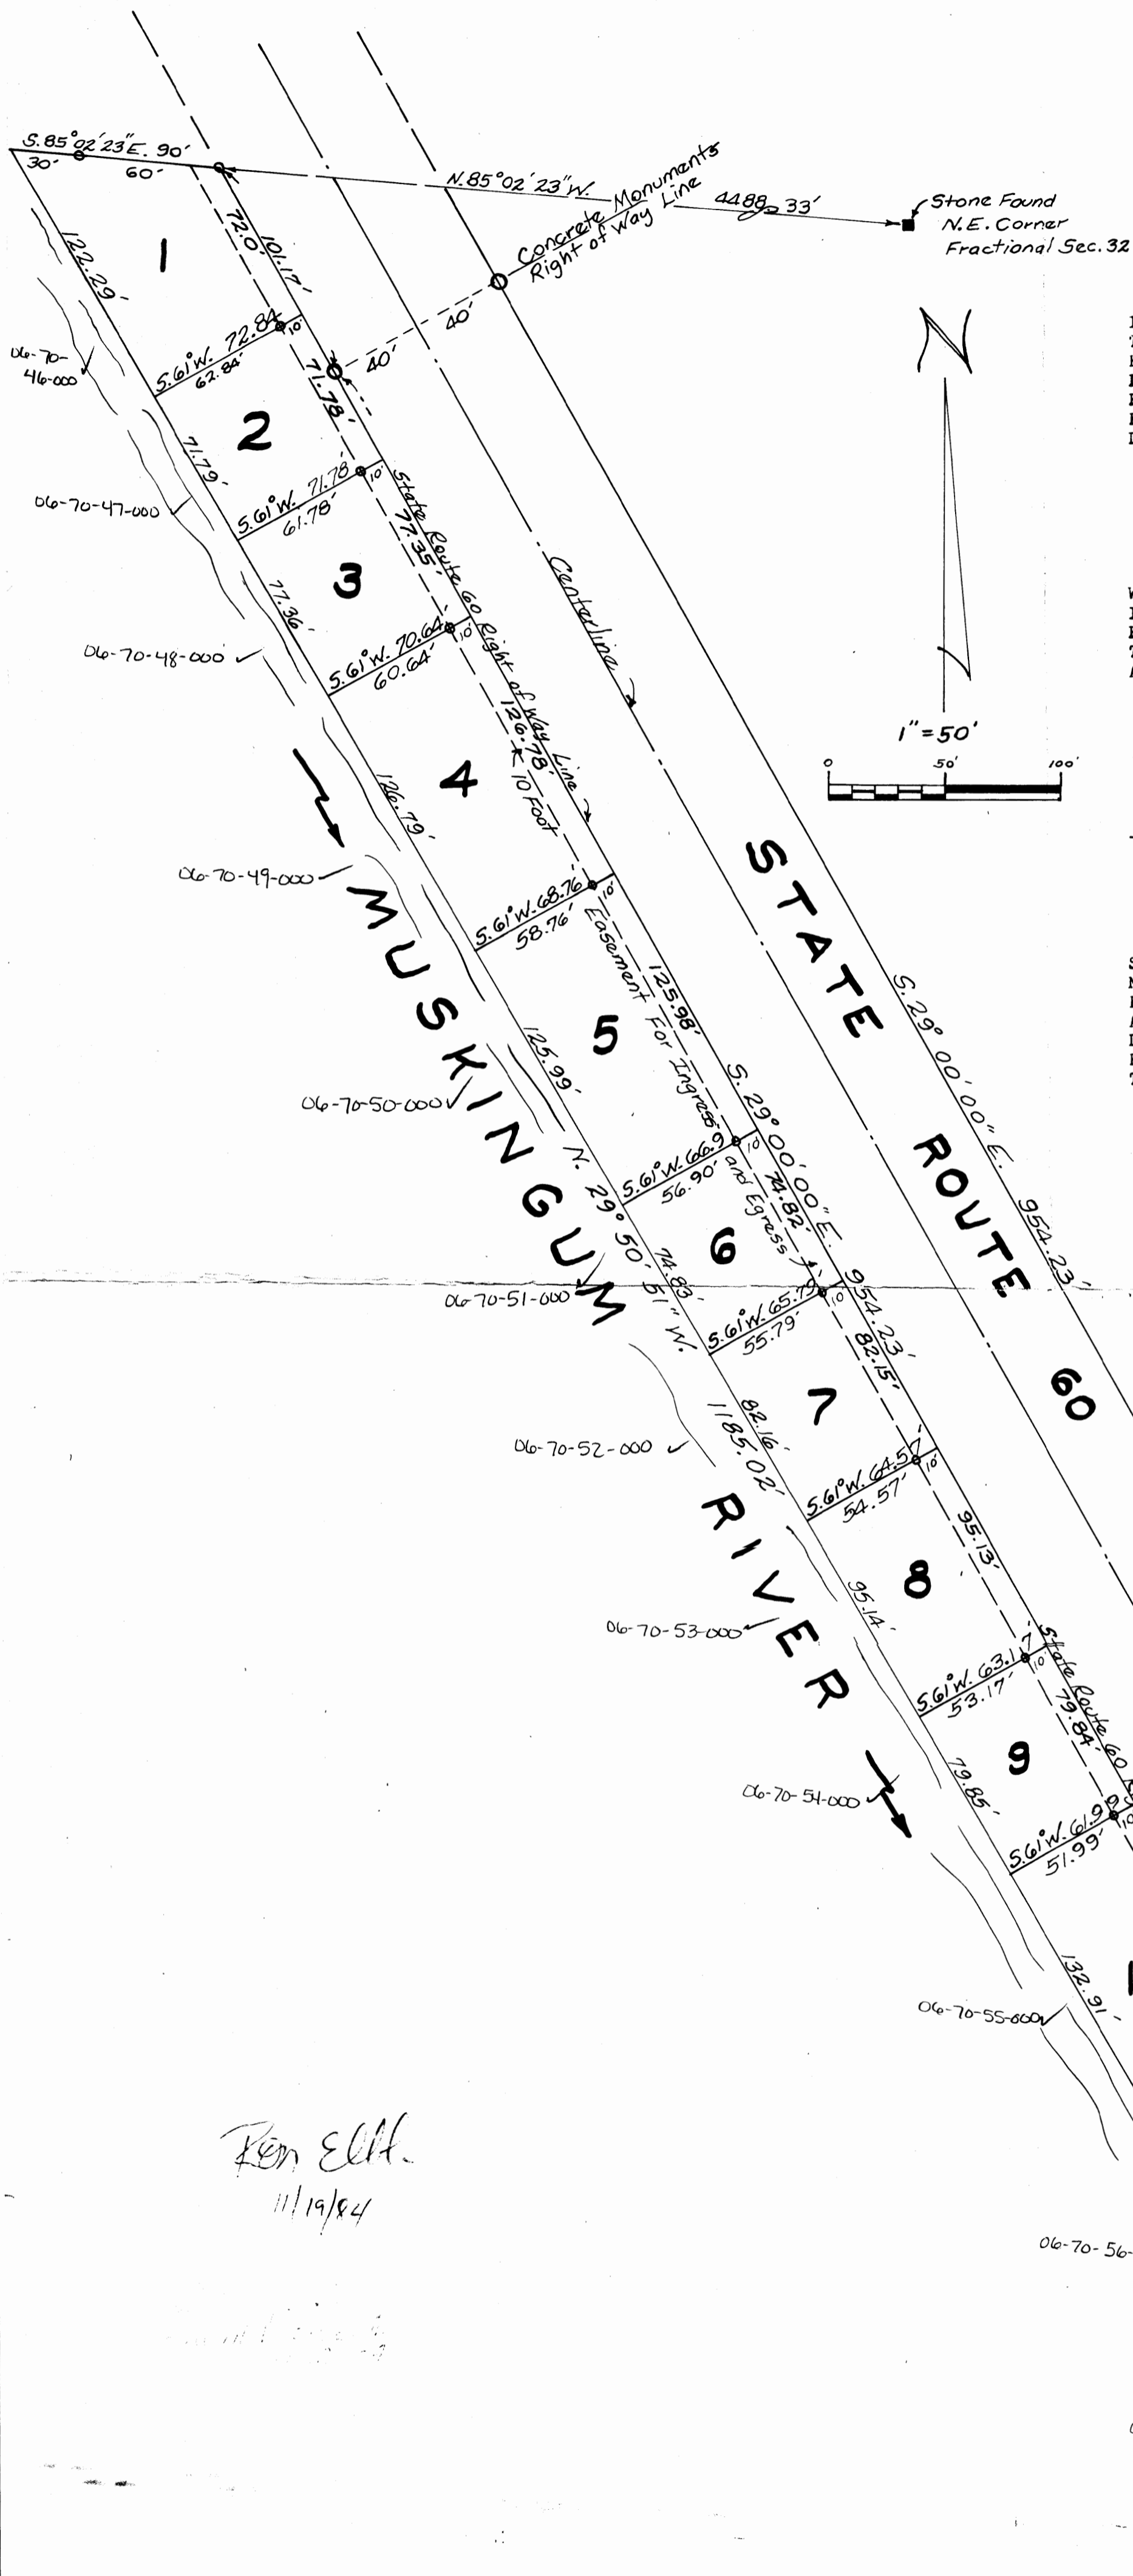 S. 85° 02' 23" E. 90'
30'
60'
N. 85° 02' 23" W.
4488.33'
Stone Found
N.E. Corner
Fractional Sec. 32
Concrete Monuments
Right of Way Line
40'
40'
1
122.29'
72.0'
101.17'
S. 61° W. 72.84
62.84'
10'
06-70-
46-000
2
71.79'
71.78'
S. 61° W. 71.78'
61.78'
10'
06-70-47-000
3
77.36'
77.35'
S. 61° W. 70.64'
60.64'
10'
06-70-48-000
State Route 60 Right of Way Line
Centerline
N
1" = 50'
0 50' 100'
4
126.79'
126.78'
10 Foot
S. 61° W. 68.76'
58.76'
10'
06-70-49-000
Easement For Ingress
and Egress
5
125.99'
125.98'
S. 61° W. 66.9
56.90'
10'
06-70-50-000
S. 29° 00' 00" E.
954.23'
N. 29° 50' 51" W.
1185.02'
6
74.83'
74.82'
S. 61° W. 65.79
55.79'
10'
06-70-51-000
S. 29° 00' 00" E. 954.23'
STATE ROUTE 60
MUSKINGUM RIVER
7
82.16'
82.15'
S. 61° W. 64.57'
54.57'
10'
06-70-52-000
8
95.14'
95.13'
S. 61° W. 63.17'
53.17'
10'
06-70-53-000
State Route 60
9
79.85'
79.84'
S. 61° W. 61.99
51.99'
10'
06-70-54-000
132.91'
06-70-55-000
11/19/84
06-70-56-